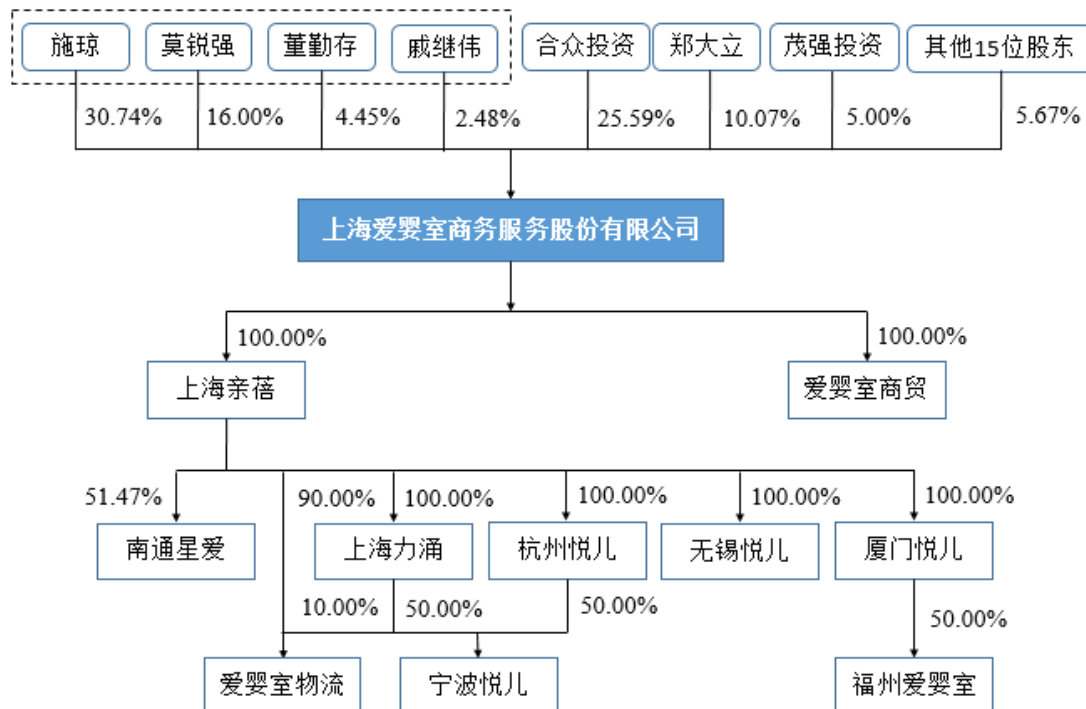 施琼 莫锐强 董勤存 戚继伟 合众投资 郑大立 茂强投资 其他15位股东
30.74% 16.00% 4.45% 2.48% 25.59% 10.07% 5.00% 5.67%
上海爱婴室商务服务股份有限公司
100.00% 100.00%
上海亲蓓 爱婴室商贸
51.47% 90.00% 100.00% 100.00% 100.00% 100.00%
南通星爱 上海力涌 杭州悦儿 无锡悦儿 厦门悦儿
10.00% 50.00% 50.00% 50.00%
爱婴室物流 宁波悦儿 福州爱婴室